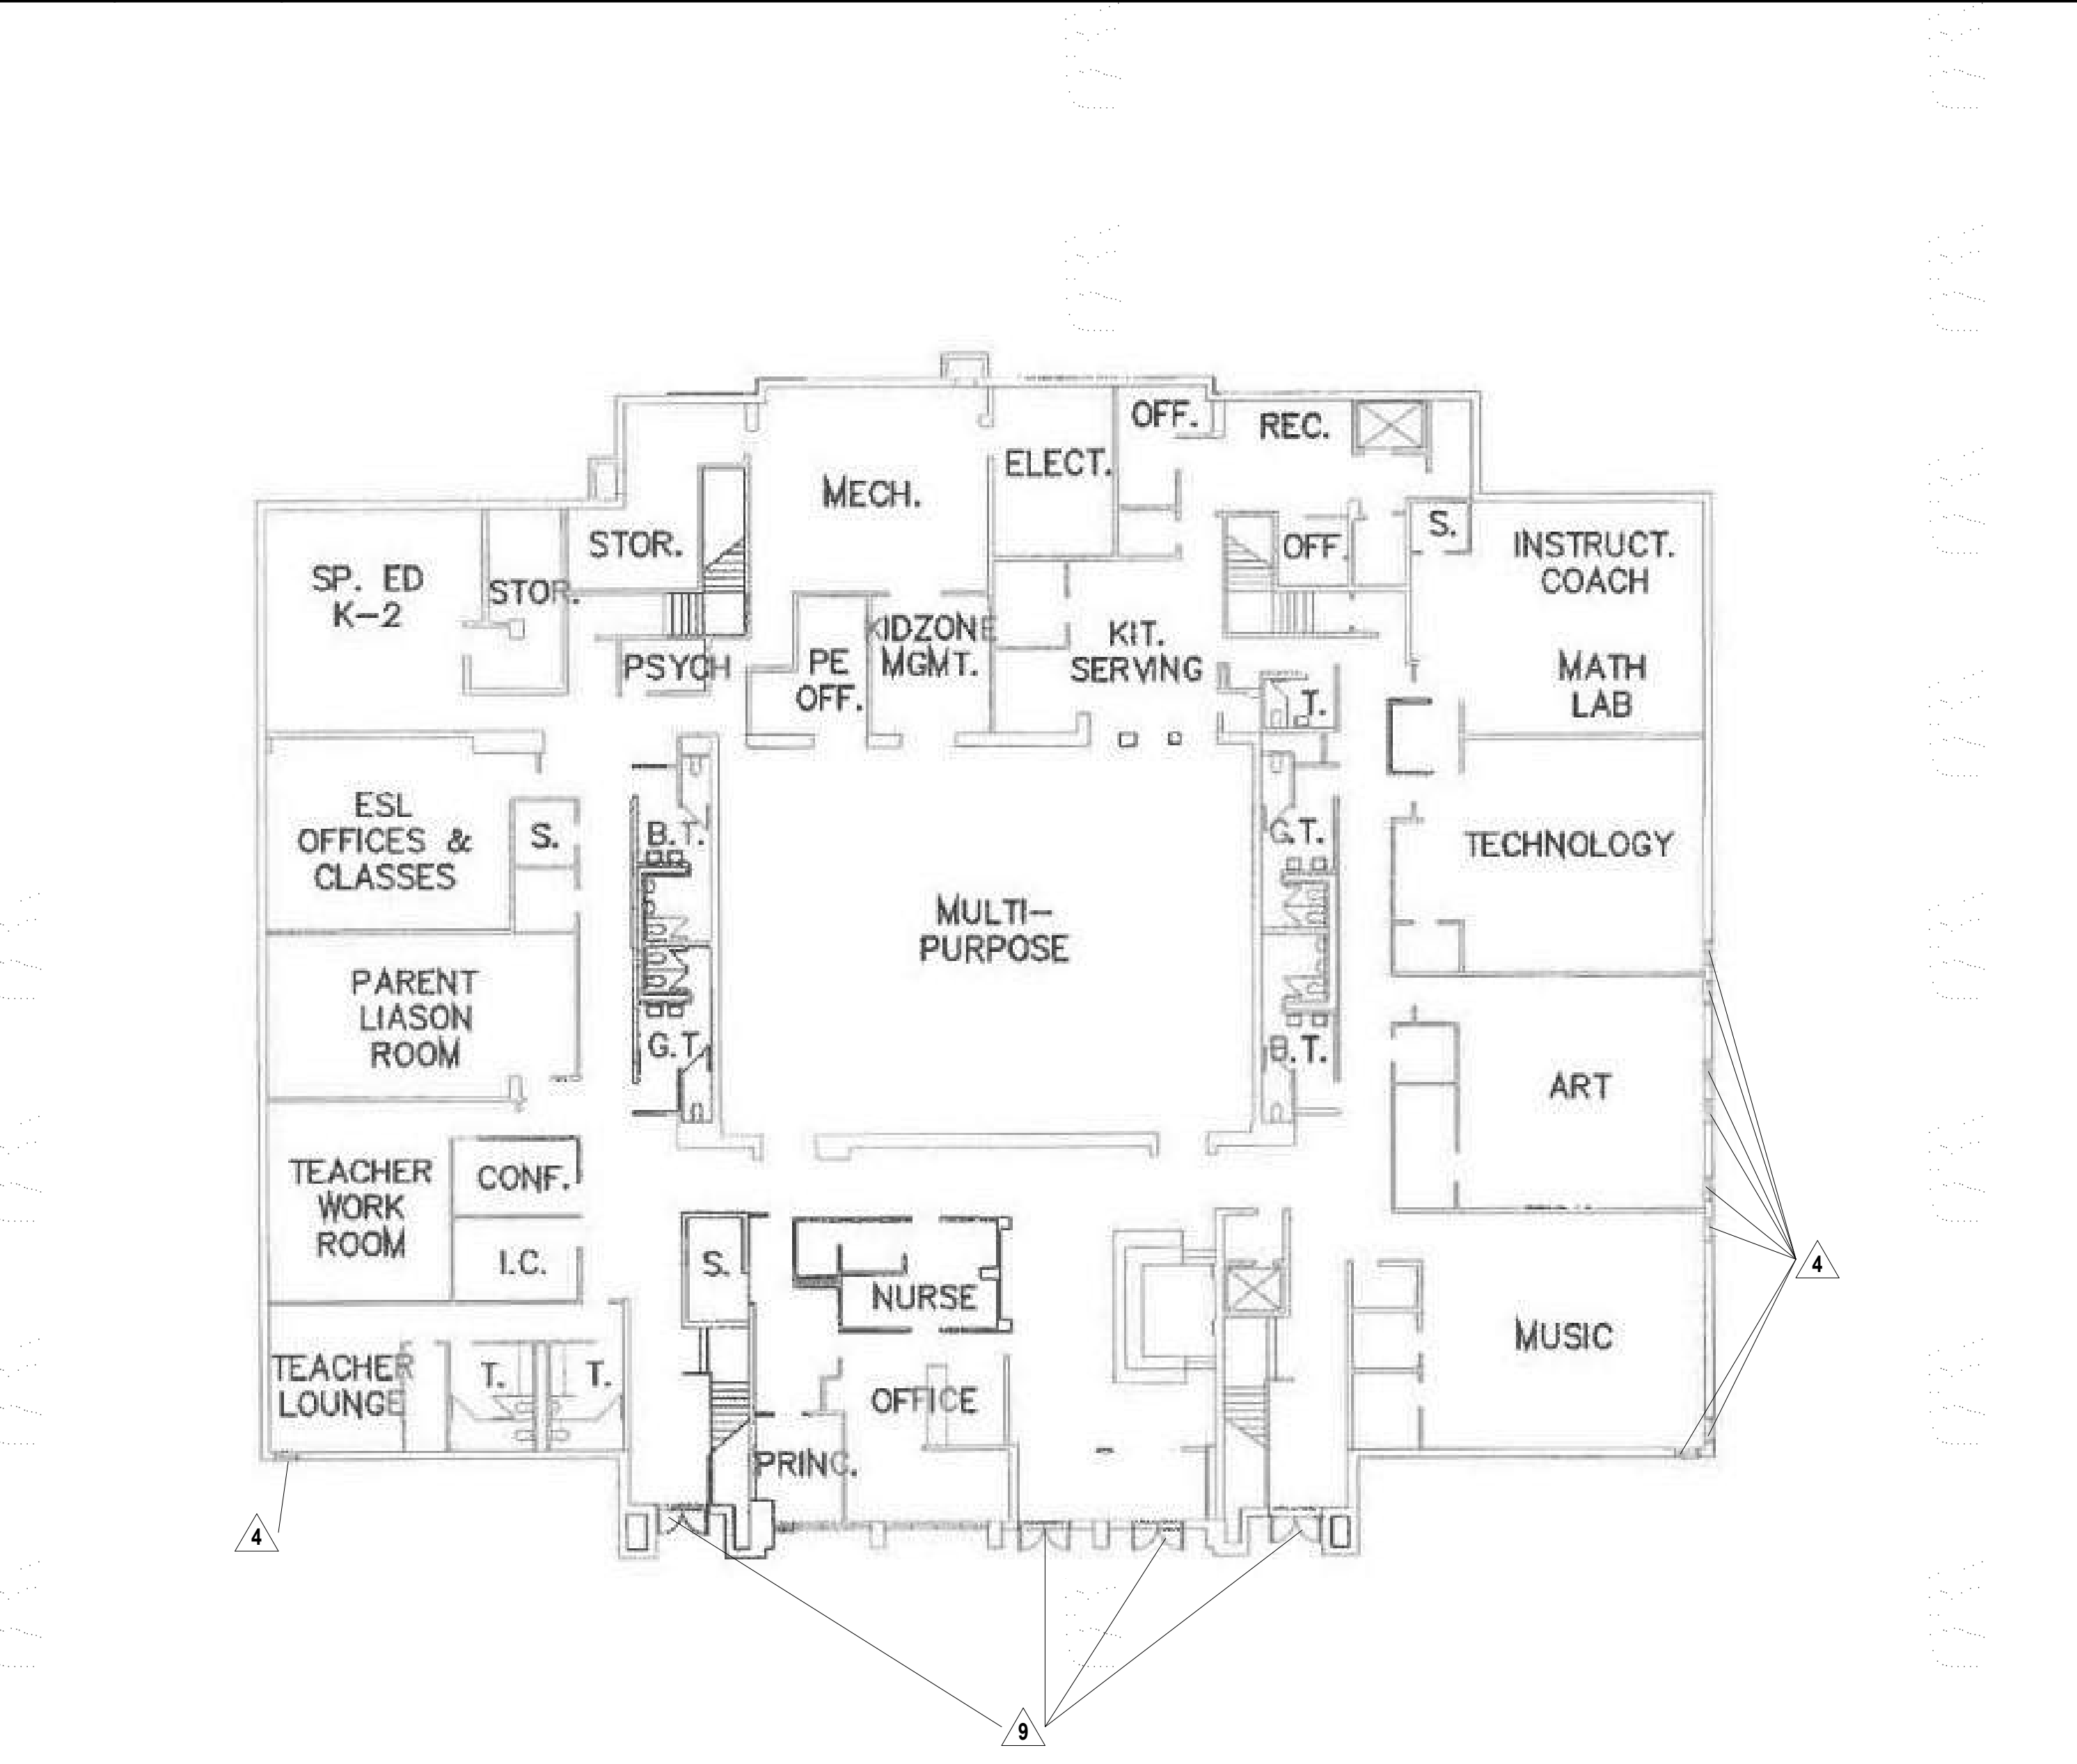 OFF.
REC.
ELECT.
MECH.
S.
STOR.
OFF.
INSTRUCT.
COACH
SP. ED
K-2
STOR.
KIDZONE
MGMT.
KIT.
SERVING
PSYCH
PE
OFF.
MATH
LAB
T.
ESL
OFFICES &
CLASSES
S.
B.T.
G.T.
TECHNOLOGY
MULTI-
PURPOSE
PARENT
LIASON
ROOM
G.T.
B.T.
ART
TEACHER
WORK
ROOM
CONF.
I.C.
S.
NURSE
4
MUSIC
TEACHER
LOUNGE
T.
T.
OFFICE
PRINC.
4
9